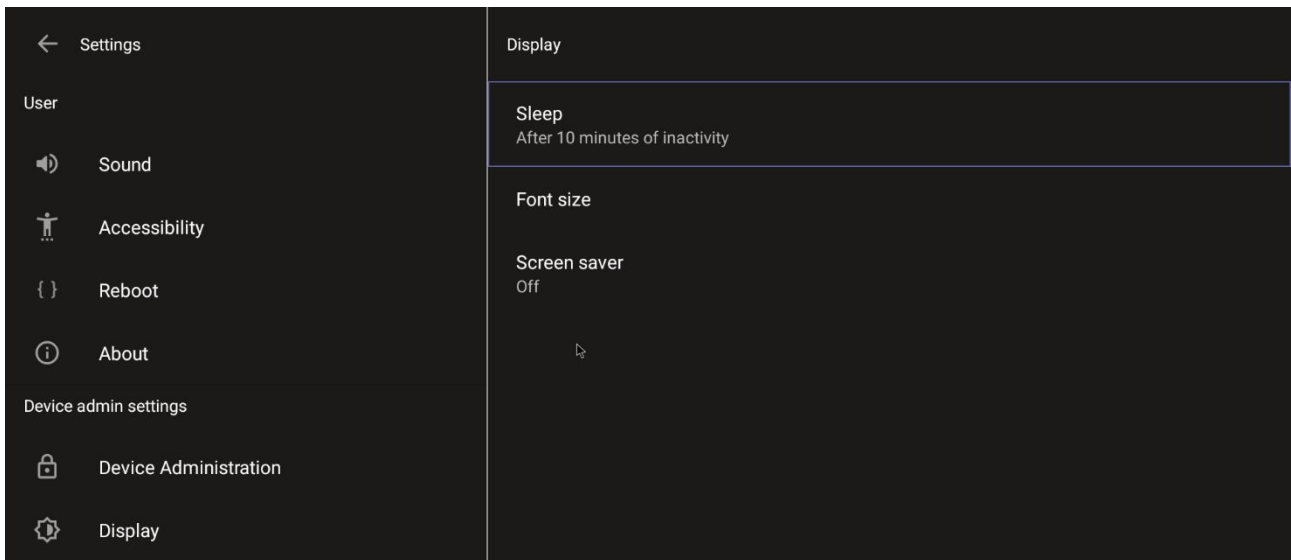 Settings
User
Sound
Accessibility
Reboot
About
Device admin settings
Device Administration
Display
Display
Sleep
After 10 minutes of inactivity
Font size
Screen saver
Off